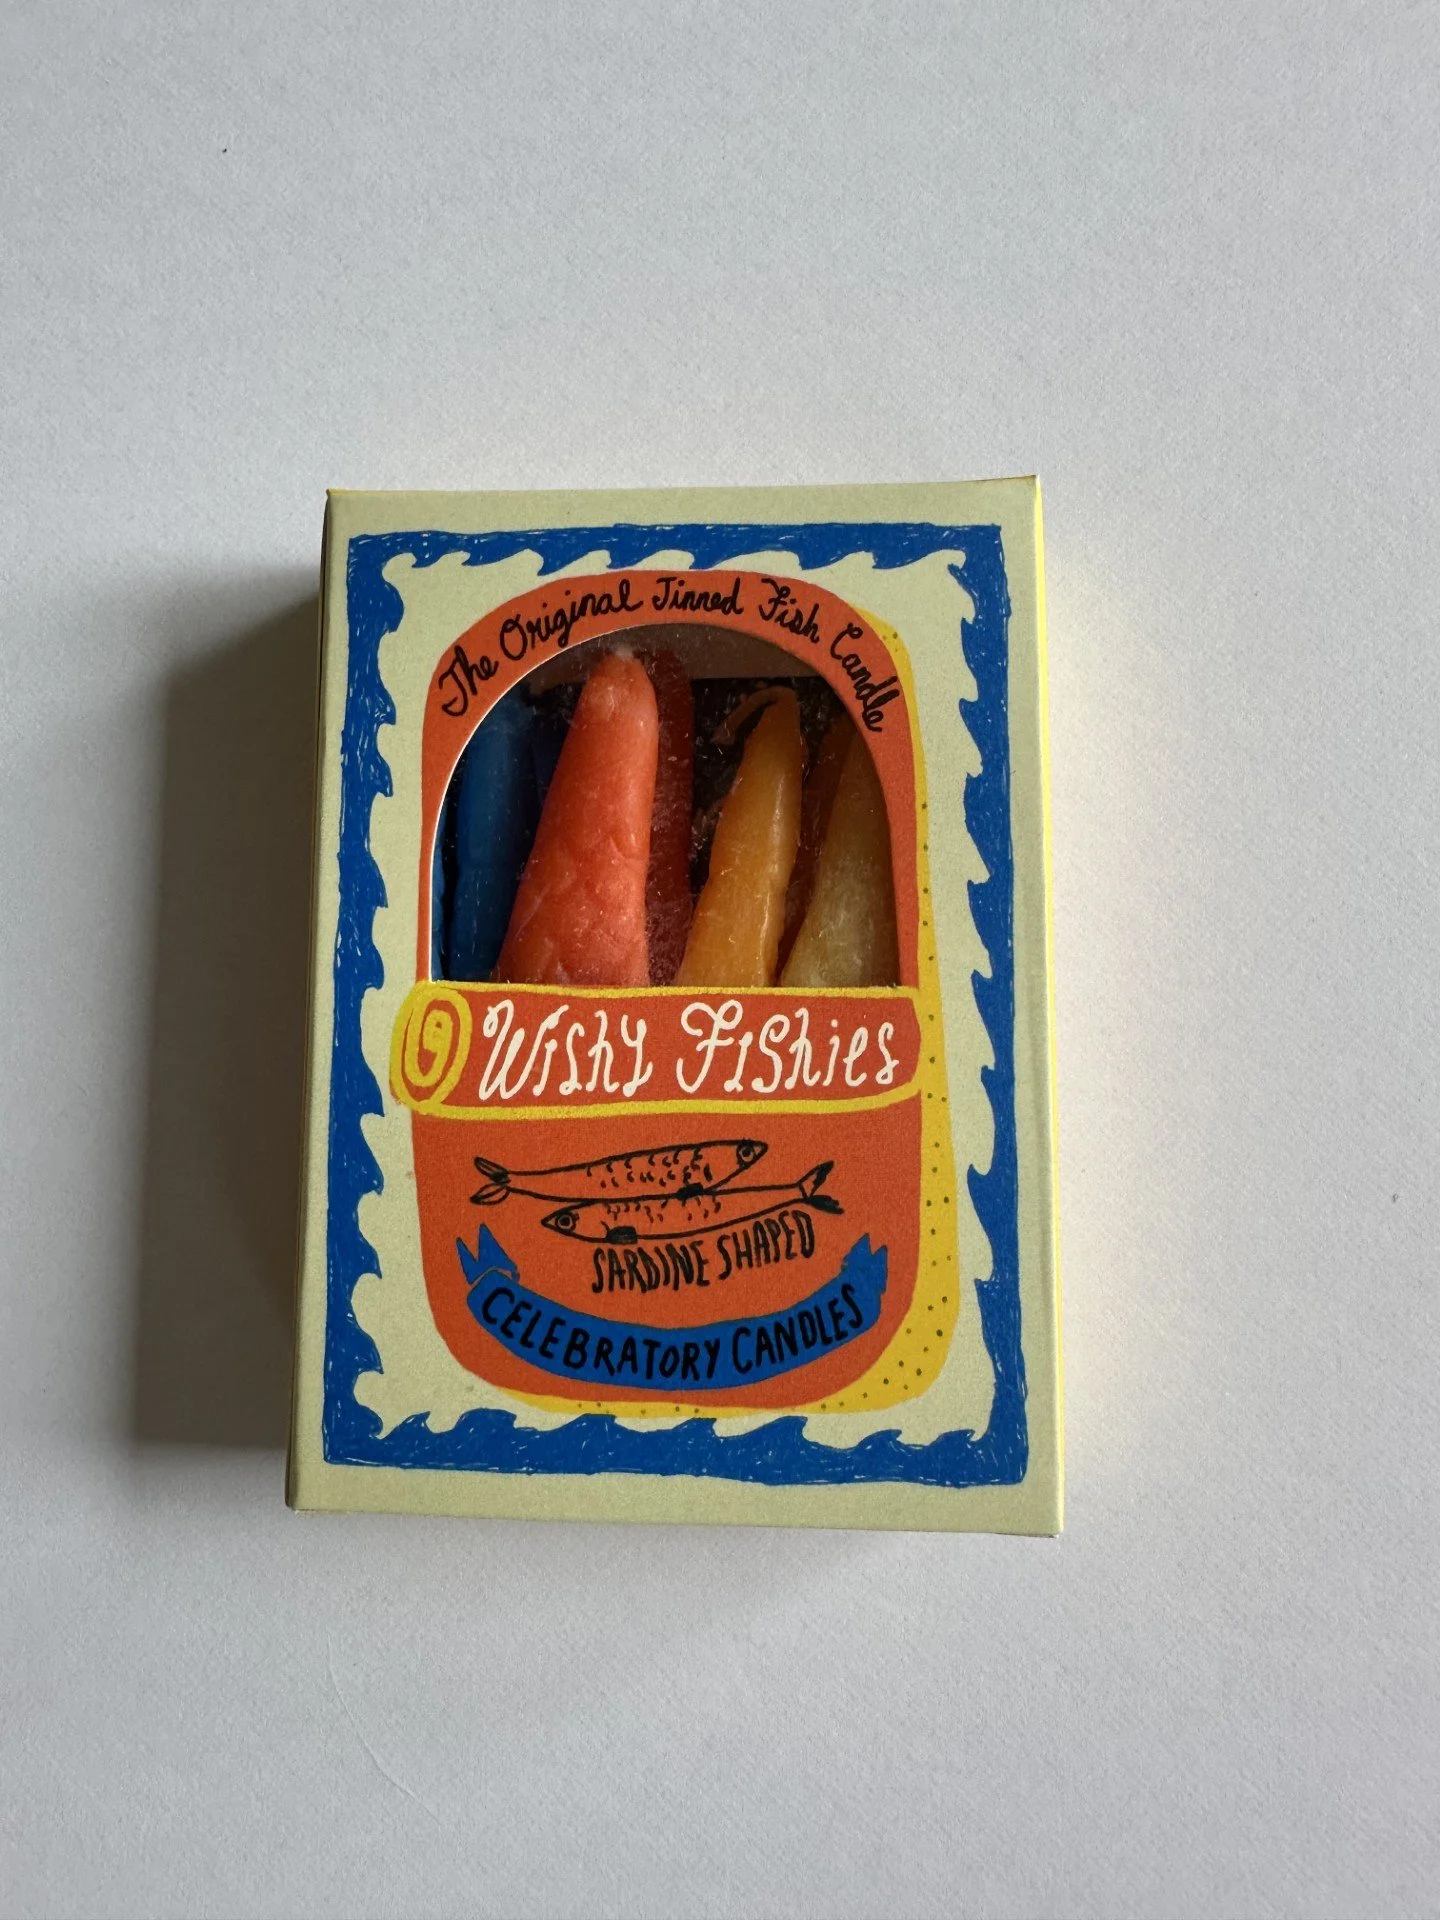 The Original Tinned Fish Candle
Wishy Fishies
SARDINE SHAPED
CELEBRATORY CANDLES